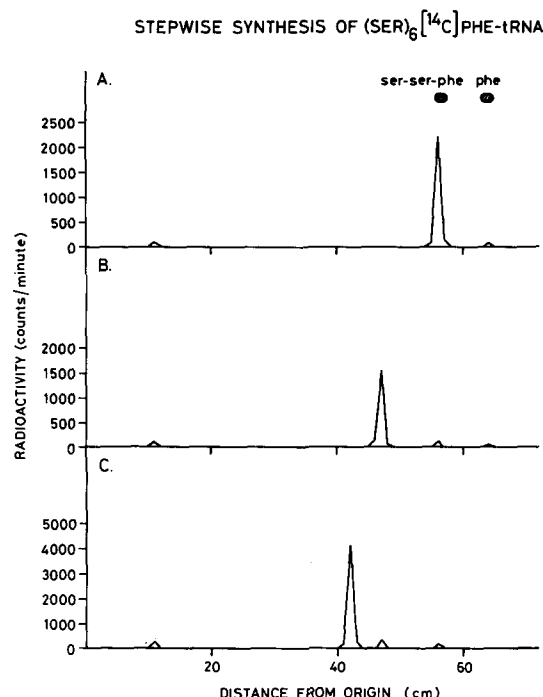 STEPWISE SYNTHESIS OF (SER)6[14C]PHE-tRNA
A.
ser-ser-phe phe
2500
2000
1500
1000
500
0
B.
2000
1500
1000
500
0
C.
5000
4000
3000
2000
1000
0
20 40 60
RADIOACTIVITY (counts/minute)
DISTANCE FROM ORIGIN (cm)